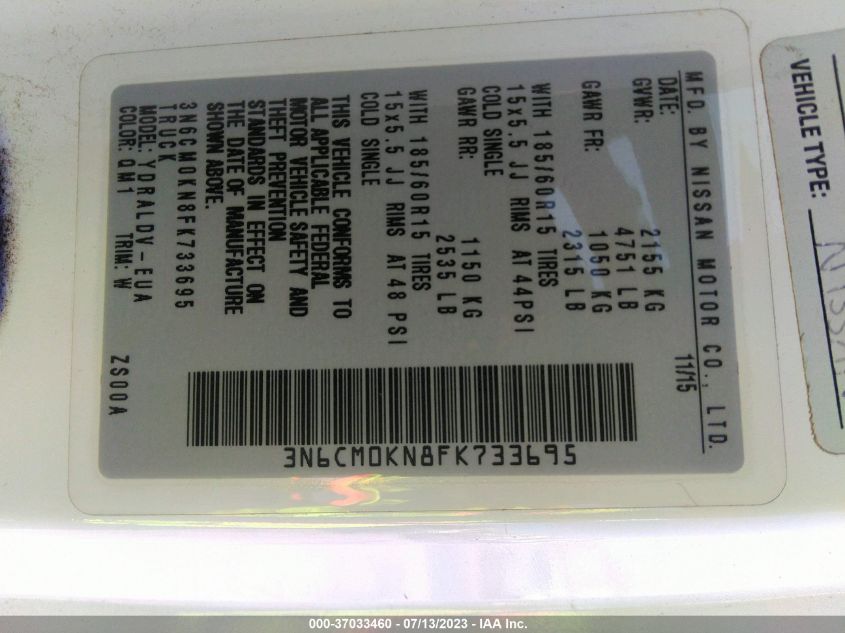 MFD. BY NISSAN MOTOR CO., LTD.
DATE: 11/15
GVWR: 2155 KG
4751 LB
GAWR FR: 1050 KG
2315 LB
WITH 185/60R15 TIRES
15x5.5 JJ RIMS AT 44PSI
COLD SINGLE
GAWR RR: 1150 KG
2535 LB
WITH 185/60R15 TIRES
15x5.5 JJ RIMS AT 48 PSI
COLD SINGLE
THIS VEHICLE CONFORMS TO
ALL APPLICABLE FEDERAL
MOTOR VEHICLE SAFETY AND
THEFT PREVENTION
STANDARDS IN EFFECT ON
THE DATE OF MANUFACTURE
SHOWN ABOVE.
3N6CM0KN8FK733695
TRUCK
MODEL: YDRALDV-EUA
COLOR: QM1 TRIM: W ZS00A
3N6CM0KN8FK733695
VEHICLE TYPE:
000-37033460 - 07/13/2023 - IAA Inc.